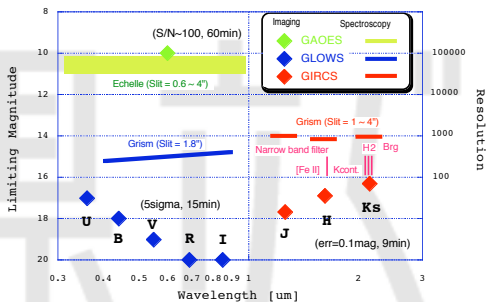 8
(S/N~100, 60min)
Imaging Spectroscopy
GAOES
GLOWS
GIRCS
10
100000
Echelle (Slit = 0.6 ~ 4")
12
10000
Grism (Slit = 1 ~ 4")
14
1000
Grism (Slit = 1.8")
Narrow band filter
H2 Brg
[Fe II]
Kcont.
16
100
(5sigma, 15min)
18
U
B
V
R
I
J
H
Ks
(err=0.1mag, 9min)
20
0.3 0.4 0.5 0.6 0.7 0.8 0.9 1 2 3
Wavelength [um]
Limiting Magnitude
Resolution